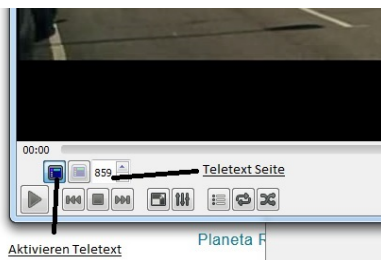 00:00
859
Teletext Seite
Aktivieren Teletext
Planeta R